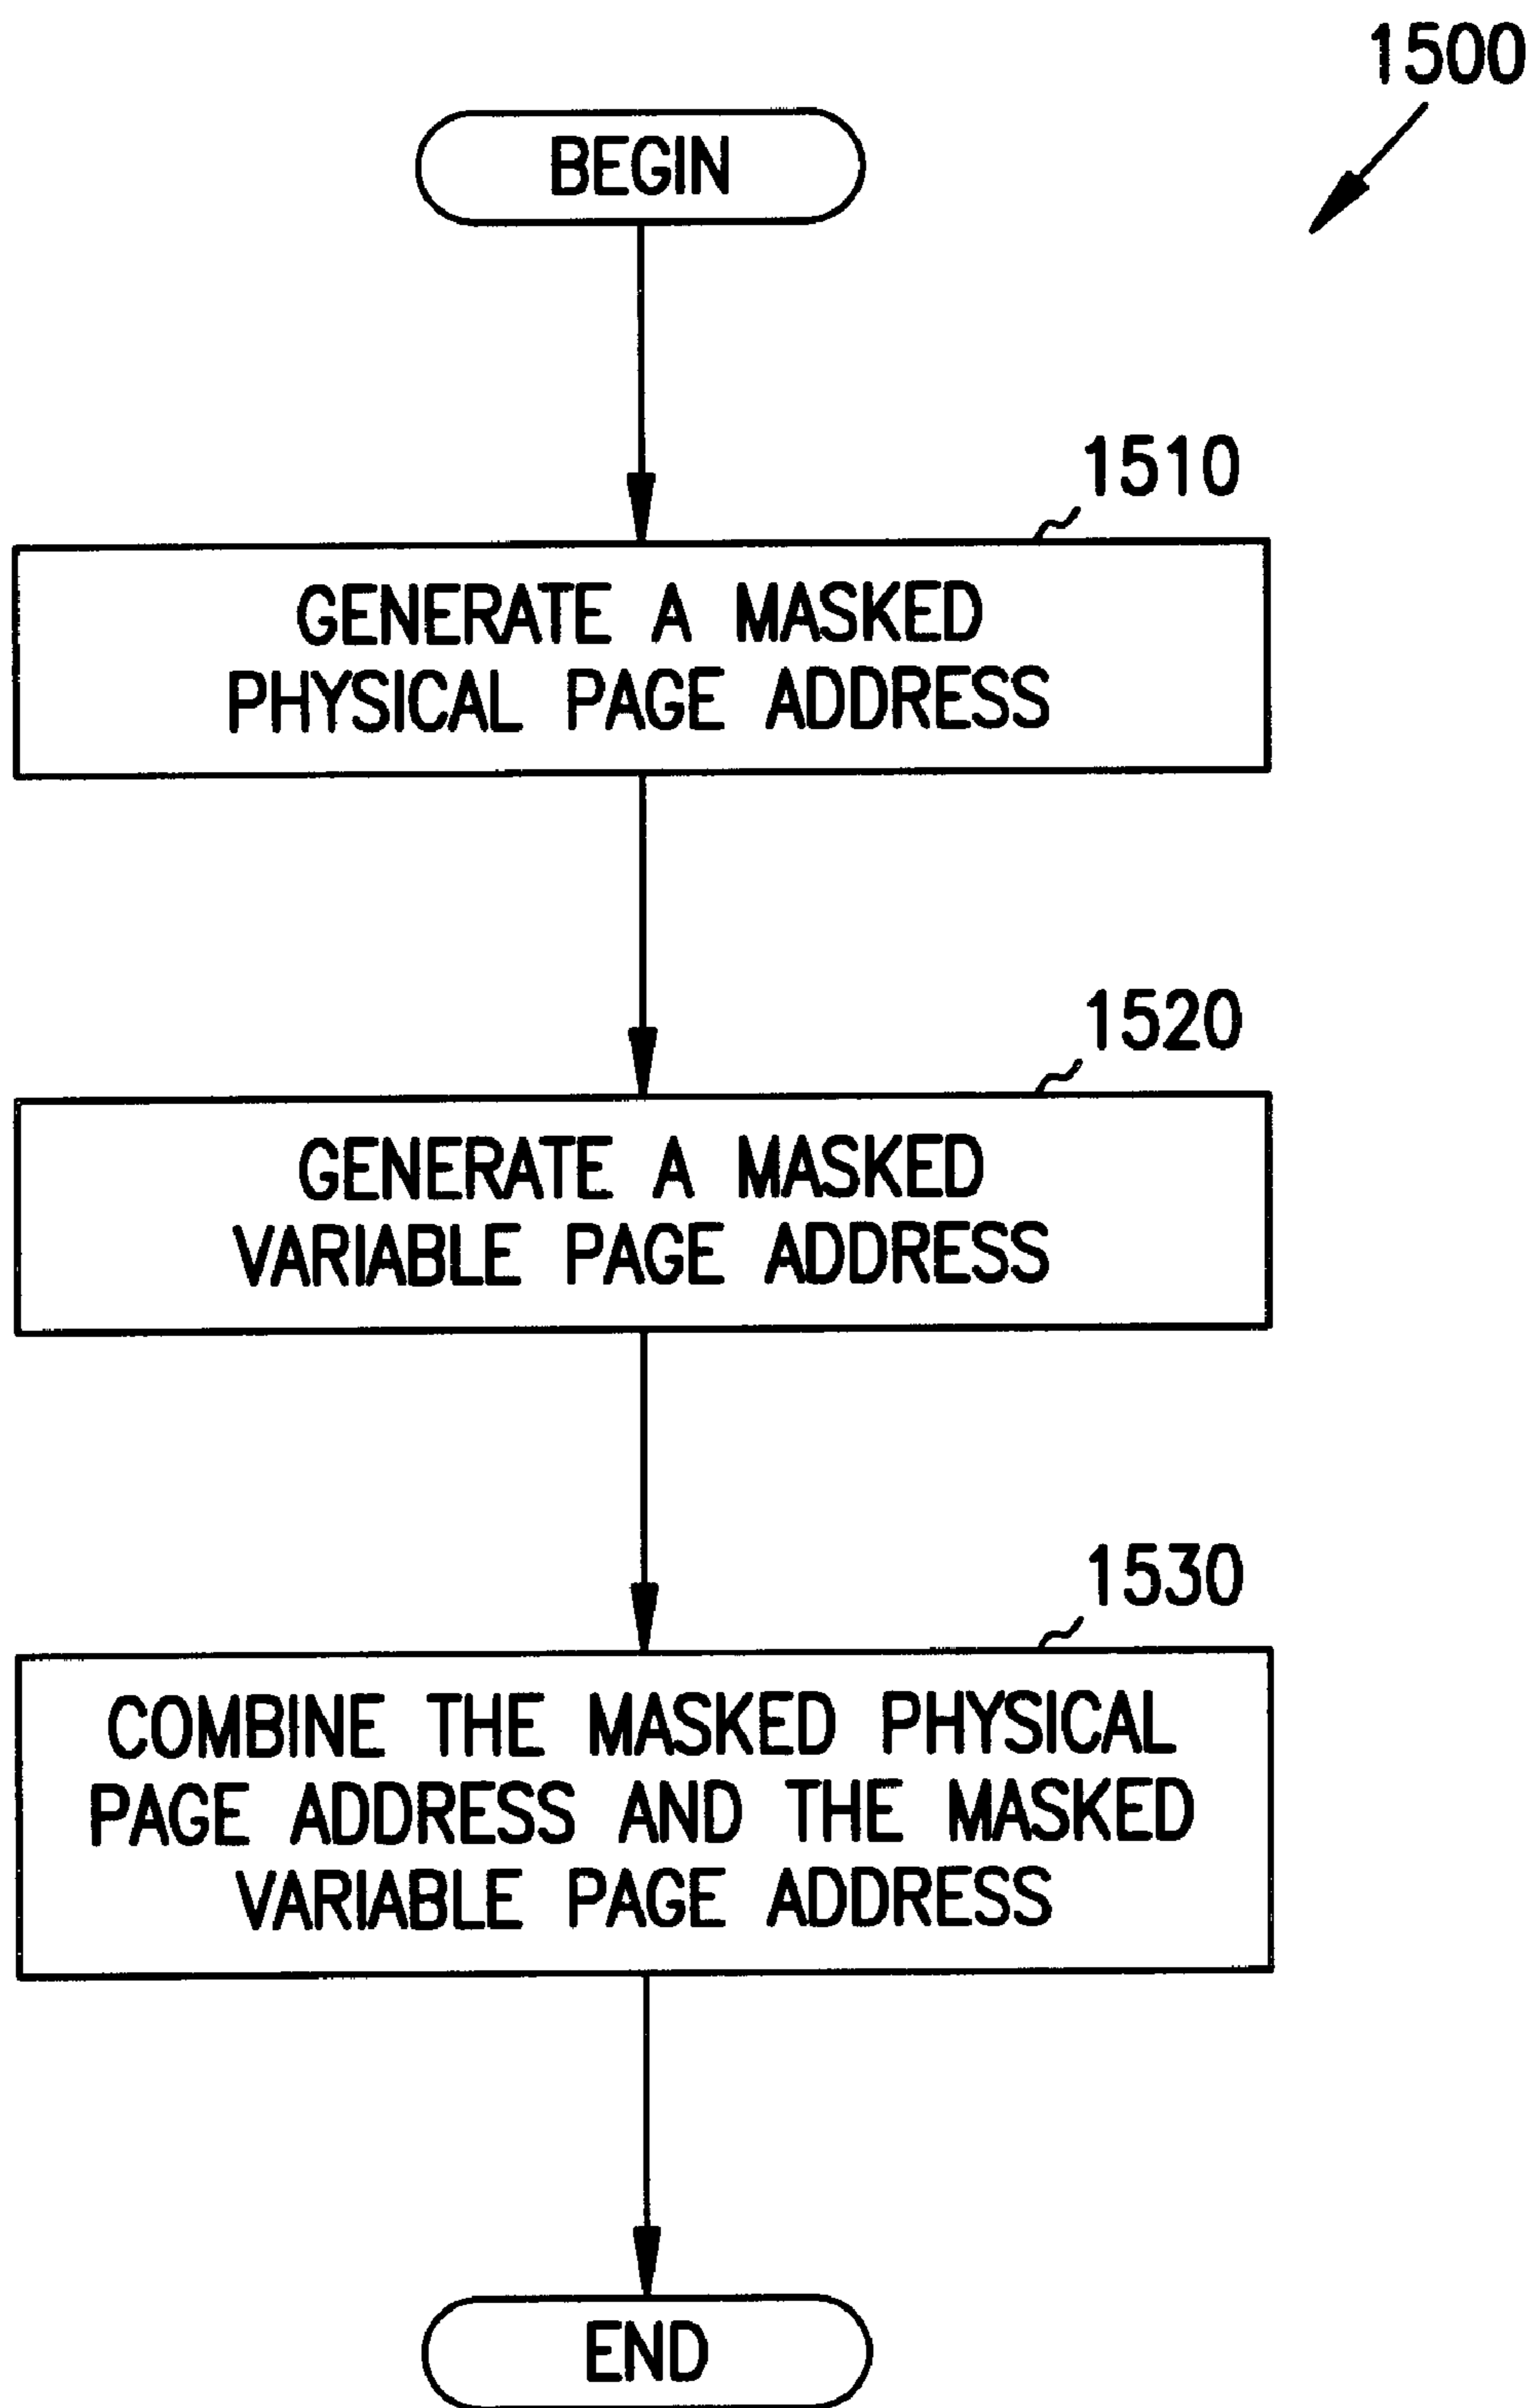 1500
BEGIN
1510
GENERATE A MASKED
PHYSICAL PAGE ADDRESS
1520
GENERATE A MASKED
VARIABLE PAGE ADDRESS
1530
COMBINE THE MASKED PHYSICAL
PAGE ADDRESS AND THE MASKED
VARIABLE PAGE ADDRESS
END